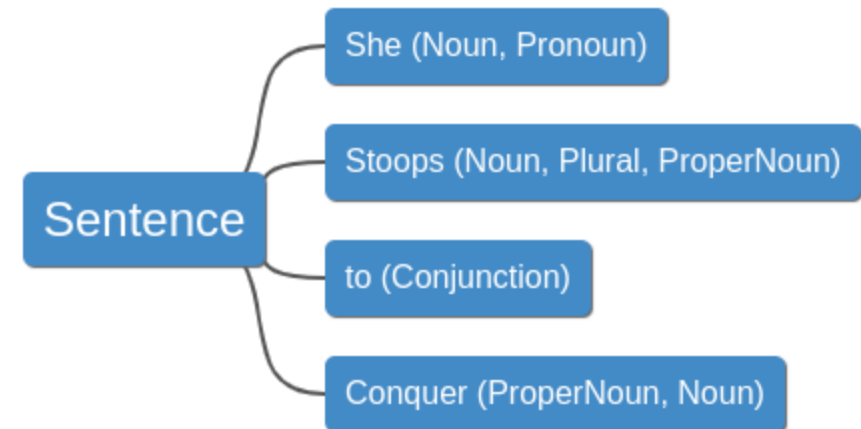 She (Noun, Pronoun)
Stoops (Noun, Plural, ProperNoun)
Sentence
to (Conjunction)
Conquer (ProperNoun, Noun)